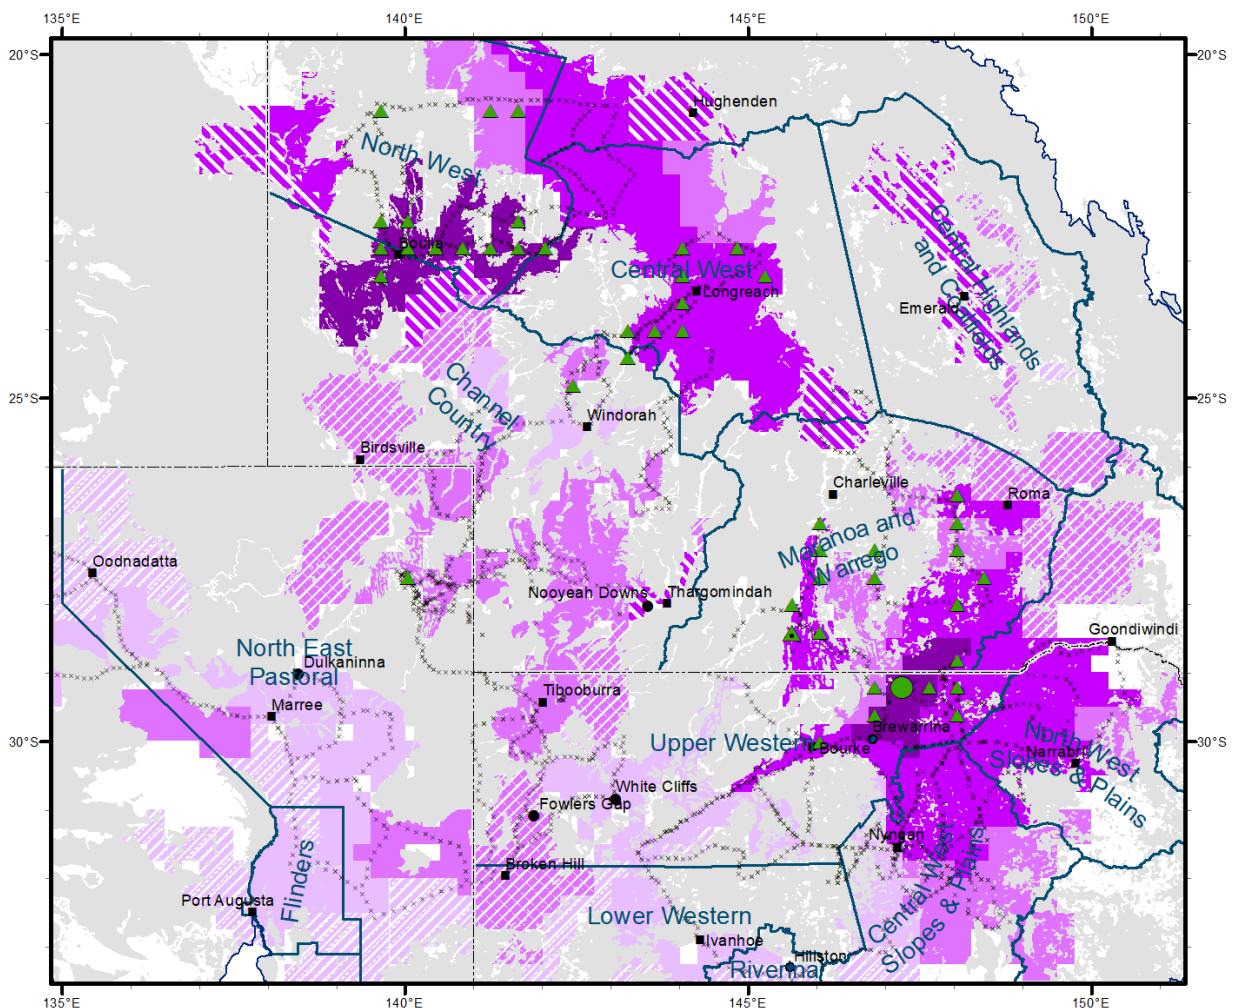 135°E 140°E 145°E 150°E
20°S 20°S
Hughenden
North West
Boulia
Central West
Longreach
Central Highlands
and Coalfields
Emerald
25°S 25°S
Channel
Country
Windorah
Birdsville
Charleville
Roma
Maranoa and
Warrego
Oodnadatta
Nooyeah Downs
Thargomindah
Goondiwindi
North East
Pastoral
Dulkaninna
Tibooburra
Marree
Brewarrina
30°S 30°S
Upper Western
Bourke
North West
Slopes & Plains
Narrabri
White Cliffs
Fowlers Gap
Nyngan
Broken Hill
Central West
Slopes & Plains
Flinders
Port Augusta
Lower Western
Ivanhoe
Hillston
Riverina
135°E 140°E 145°E 150°E